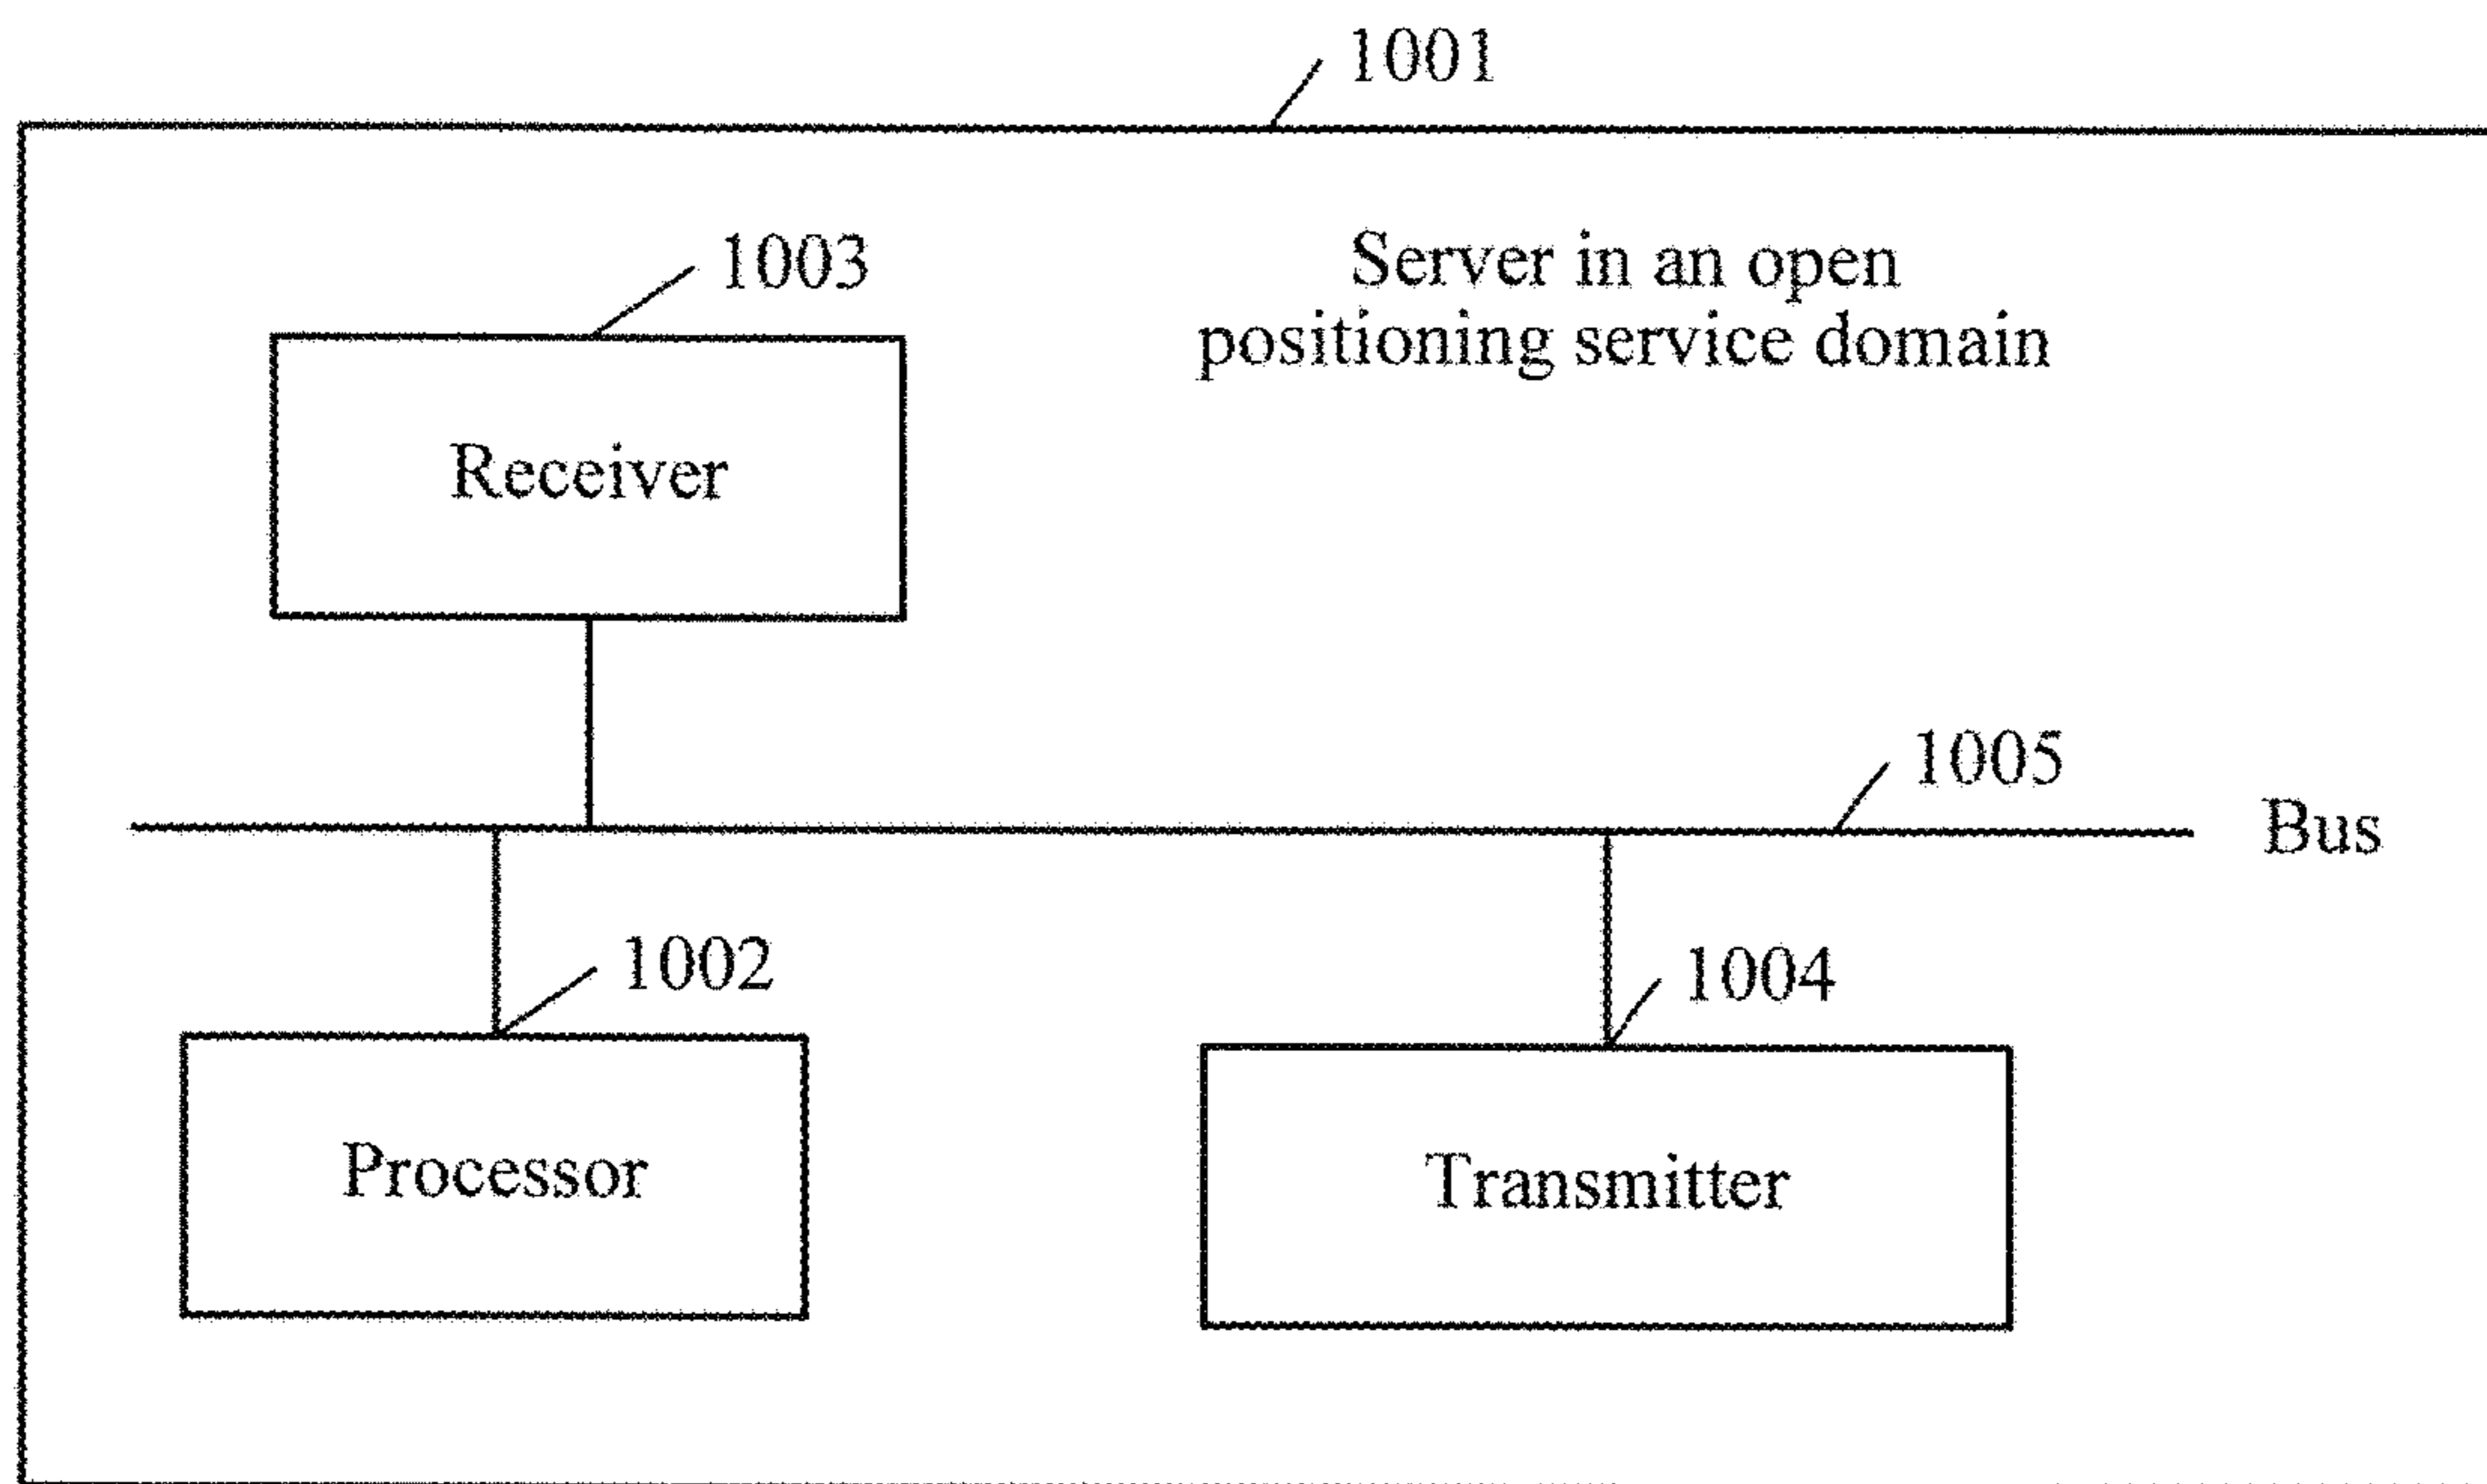 1001
1003
Server in an open
positioning service domain
Receiver
1005
Bus
1002
1004
Processor
Transmitter